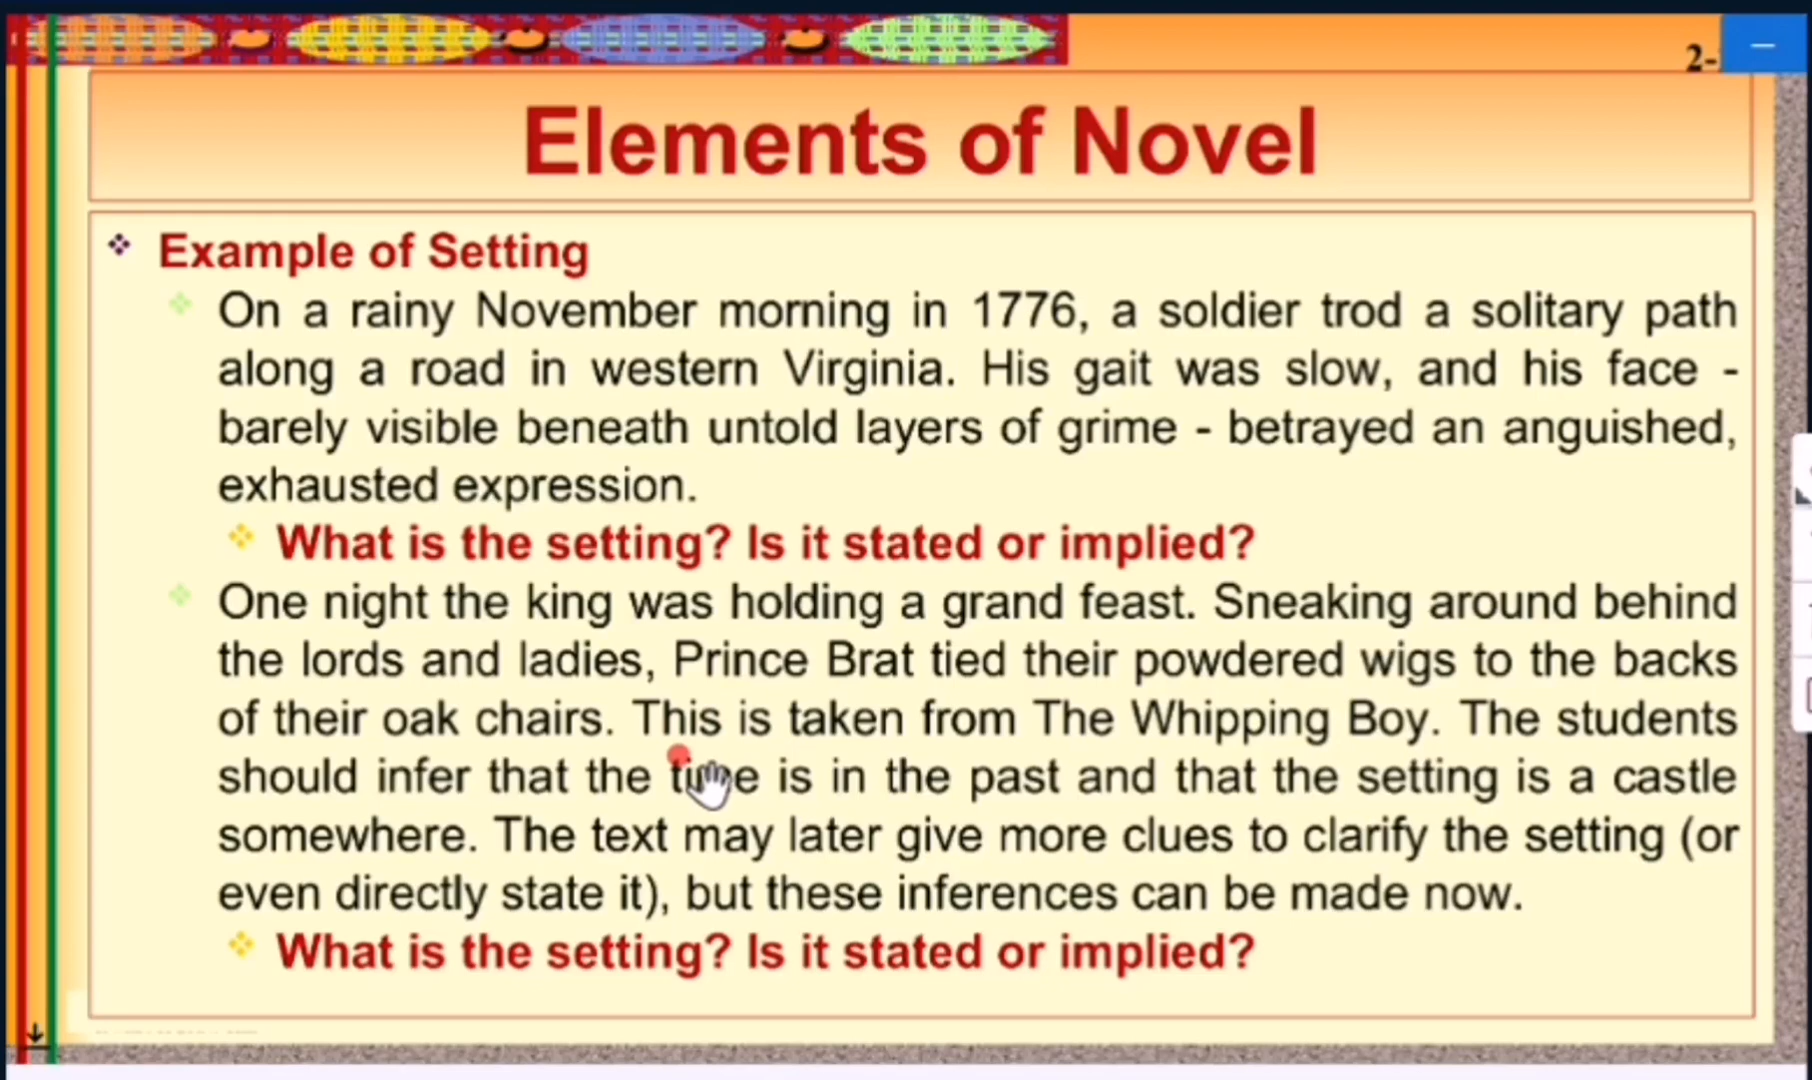 2-
Elements of Novel
Example of Setting
On a rainy November morning in 1776, a soldier trod a solitary path
along a road in western Virginia. His gait was slow, and his face -
barely visible beneath untold layers of grime - betrayed an anguished,
exhausted expression.
What is the setting? Is it stated or implied?
One night the king was holding a grand feast. Sneaking around behind
the lords and ladies, Prince Brat tied their powdered wigs to the backs
of their oak chairs. This is taken from The Whipping Boy. The students
should infer that the time is in the past and that the setting is a castle
somewhere. The text may later give more clues to clarify the setting (or
even directly state it), but these inferences can be made now.
What is the setting? Is it stated or implied?